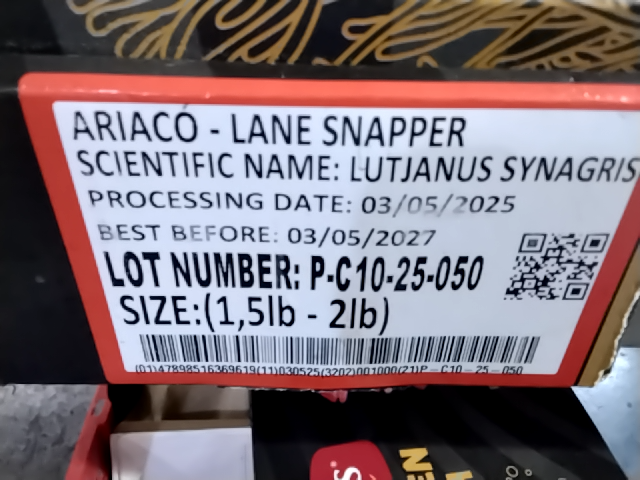 ARIACÓ - LANE SNAPPER
SCIENTIFIC NAME: LUTJANUS SYNAGRIS
PROCESSING DATE: 03/05/2025
BEST BEFORE: 03/05/2027
LOT NUMBER: P-C10-25-050
SIZE:(1,5lb - 2lb)
(01)47898516369619(11)030525(3202)001000(21)P-C10-25-050